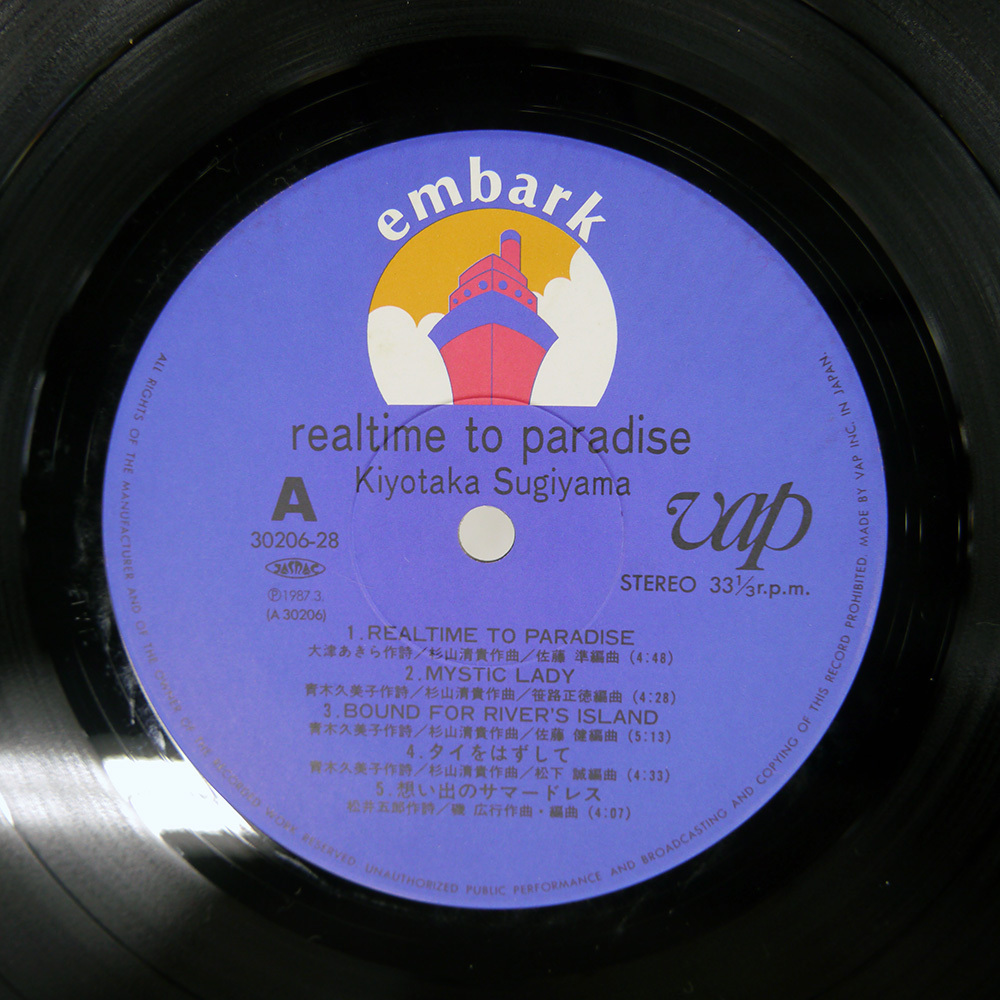 embark
realtime to paradise
Kiyotaka Sugiyama
A
30206-28
JASRAC
Ⓟ1987.3.
(A 30206)
vap
STEREO 33⅓r.p.m.
1.REALTIME TO PARADISE
大津あきら作詩/杉山清貴作曲/佐藤 準編曲 (4:48)
2.MYSTIC LADY
青木久美子作詩/杉山清貴作曲/笹路正徳編曲 (4:28)
3.BOUND FOR RIVER'S ISLAND
青木久美子作詩/杉山清貴作曲/佐藤 健編曲 (5:13)
4.タイをはずして
青木久美子作詩/杉山清貴作曲/松下 誠編曲 (4:33)
5.想い出のサマードレス
松井五郎作詩/磯 広行作曲・編曲 (4:07)
ALL RIGHTS OF THE MANUFACTURER AND OF THE OWNER OF THE RECORDED WORK RESERVED. UNAUTHORIZED PUBLIC PERFORMANCE AND BROADCASTING AND COPYING OF THIS RECORD PROHIBITED. MADE BY VAP INC. IN JAPAN.